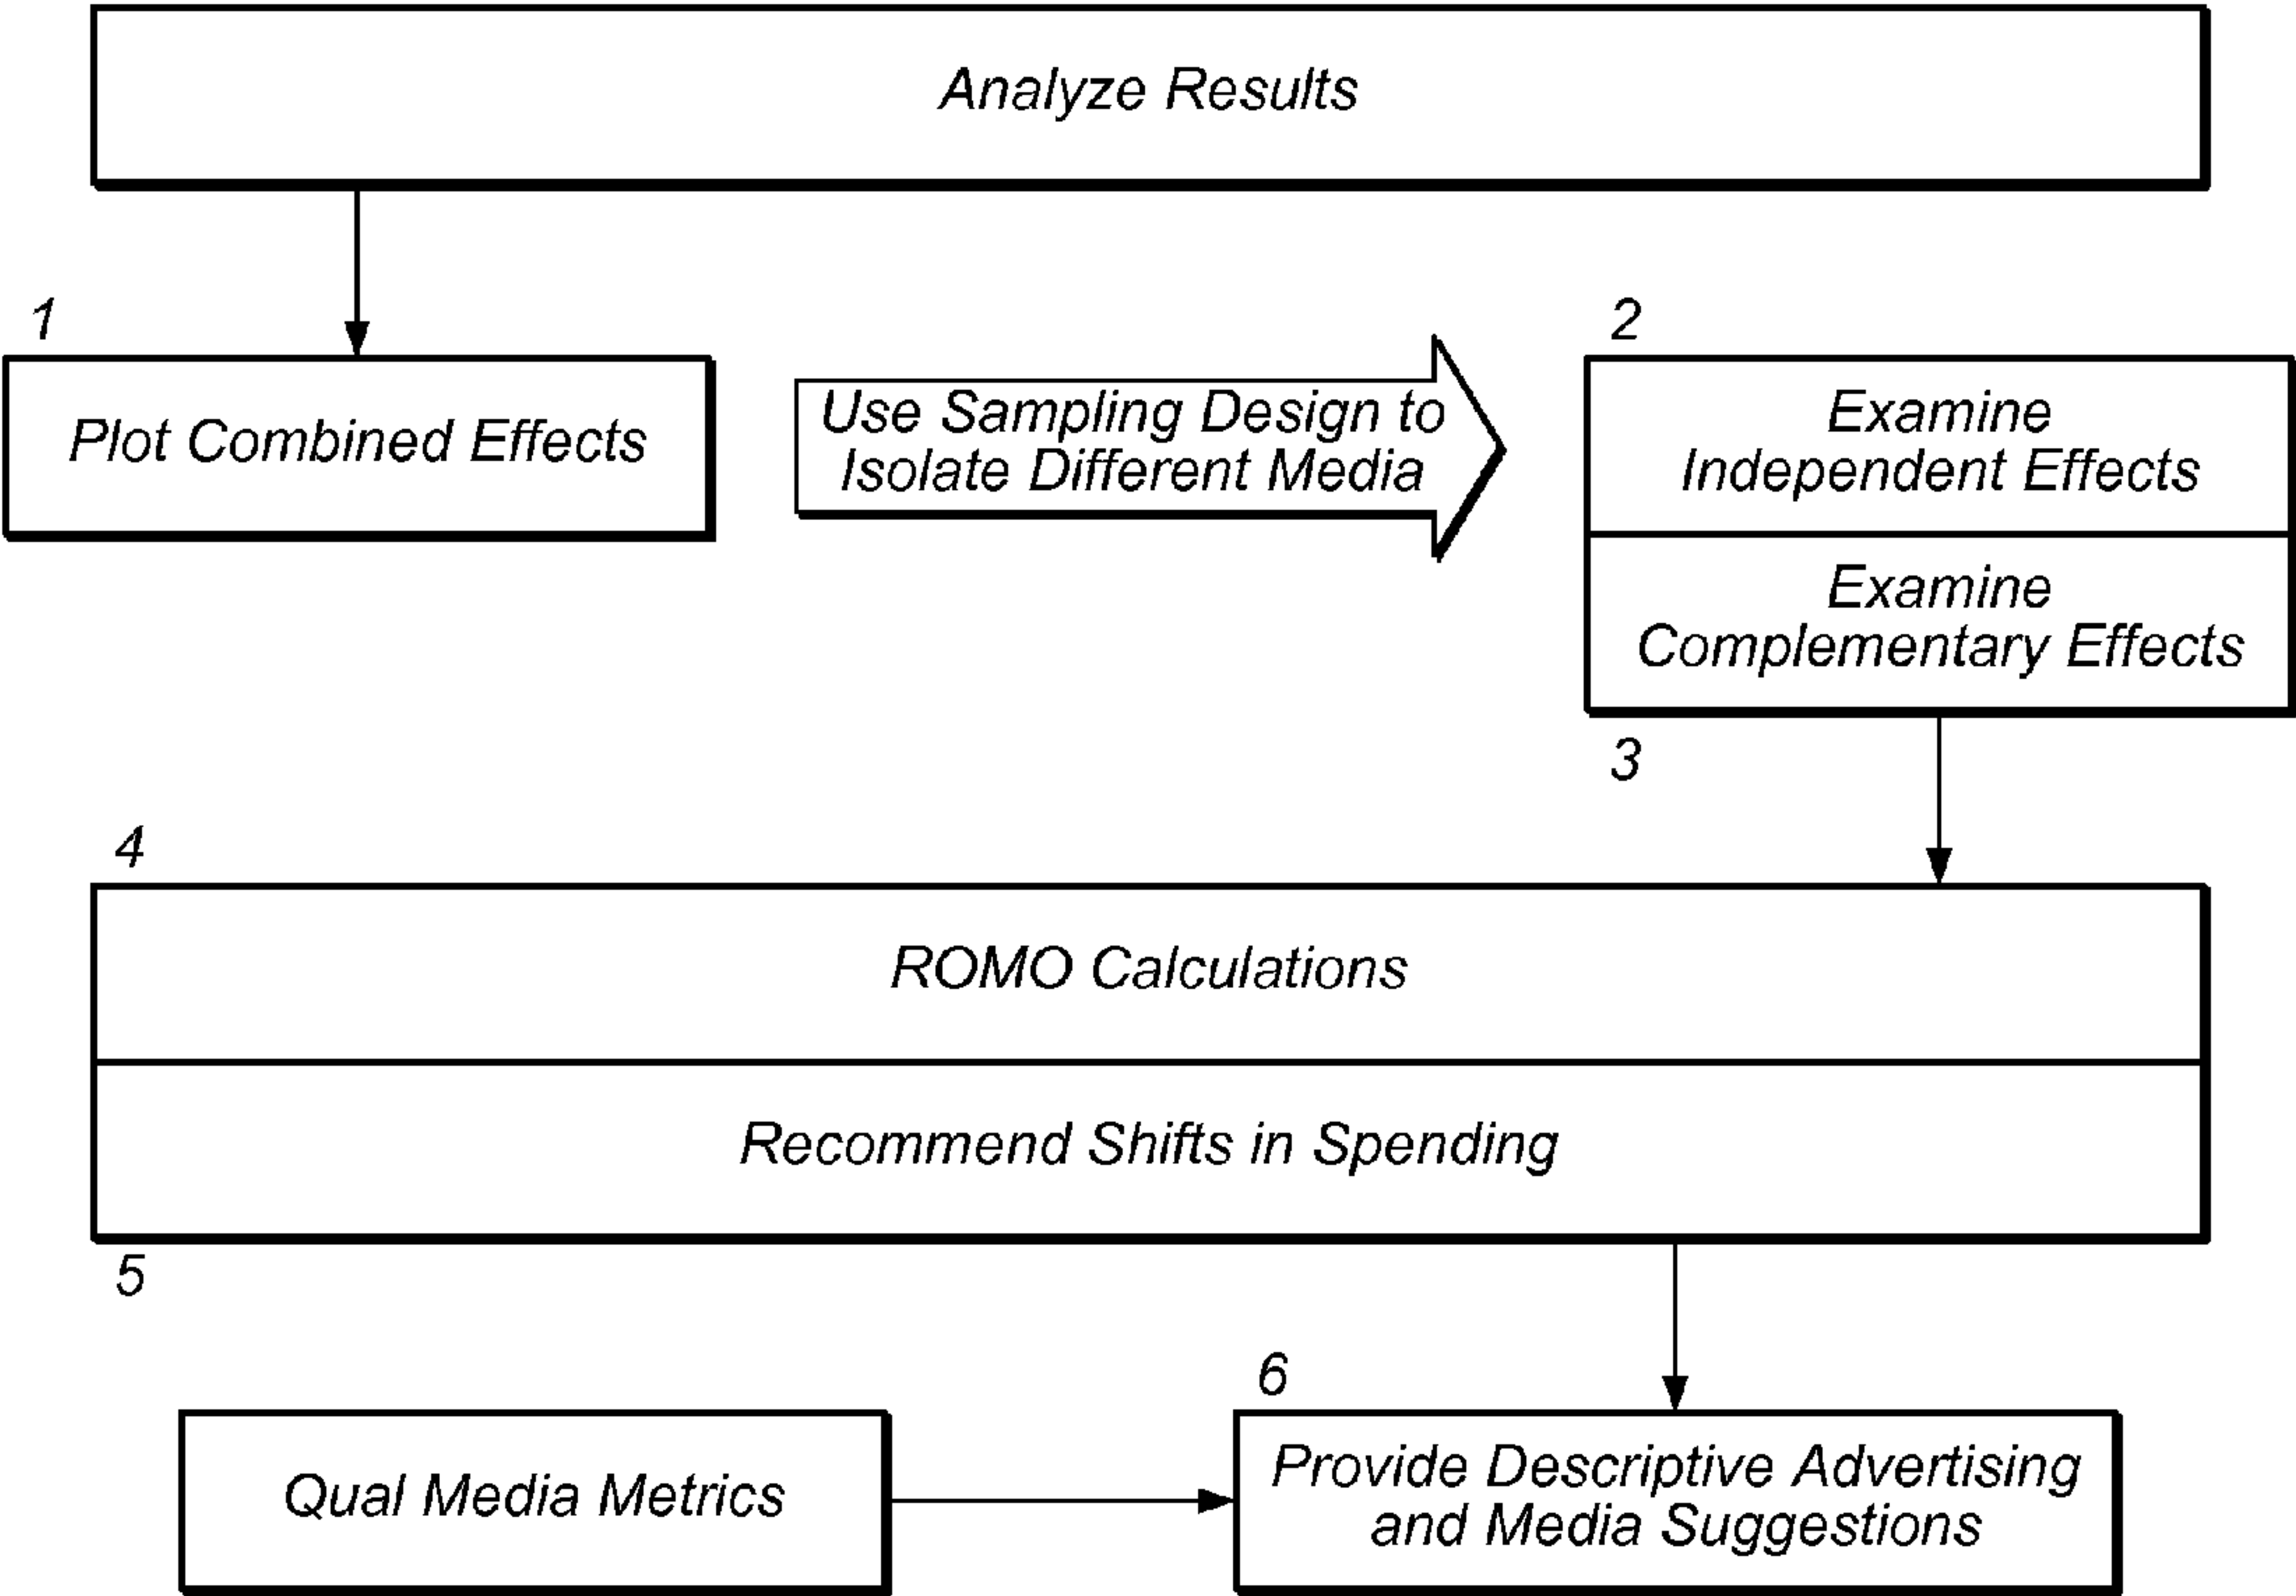 Analyze Results
1
Plot Combined Effects
Use Sampling Design to
Isolate Different Media
2
Examine
Independent Effects
Examine
Complementary Effects
3
4
ROMO Calculations
Recommend Shifts in Spending
5
Qual Media Metrics
6
Provide Descriptive Advertising
and Media Suggestions